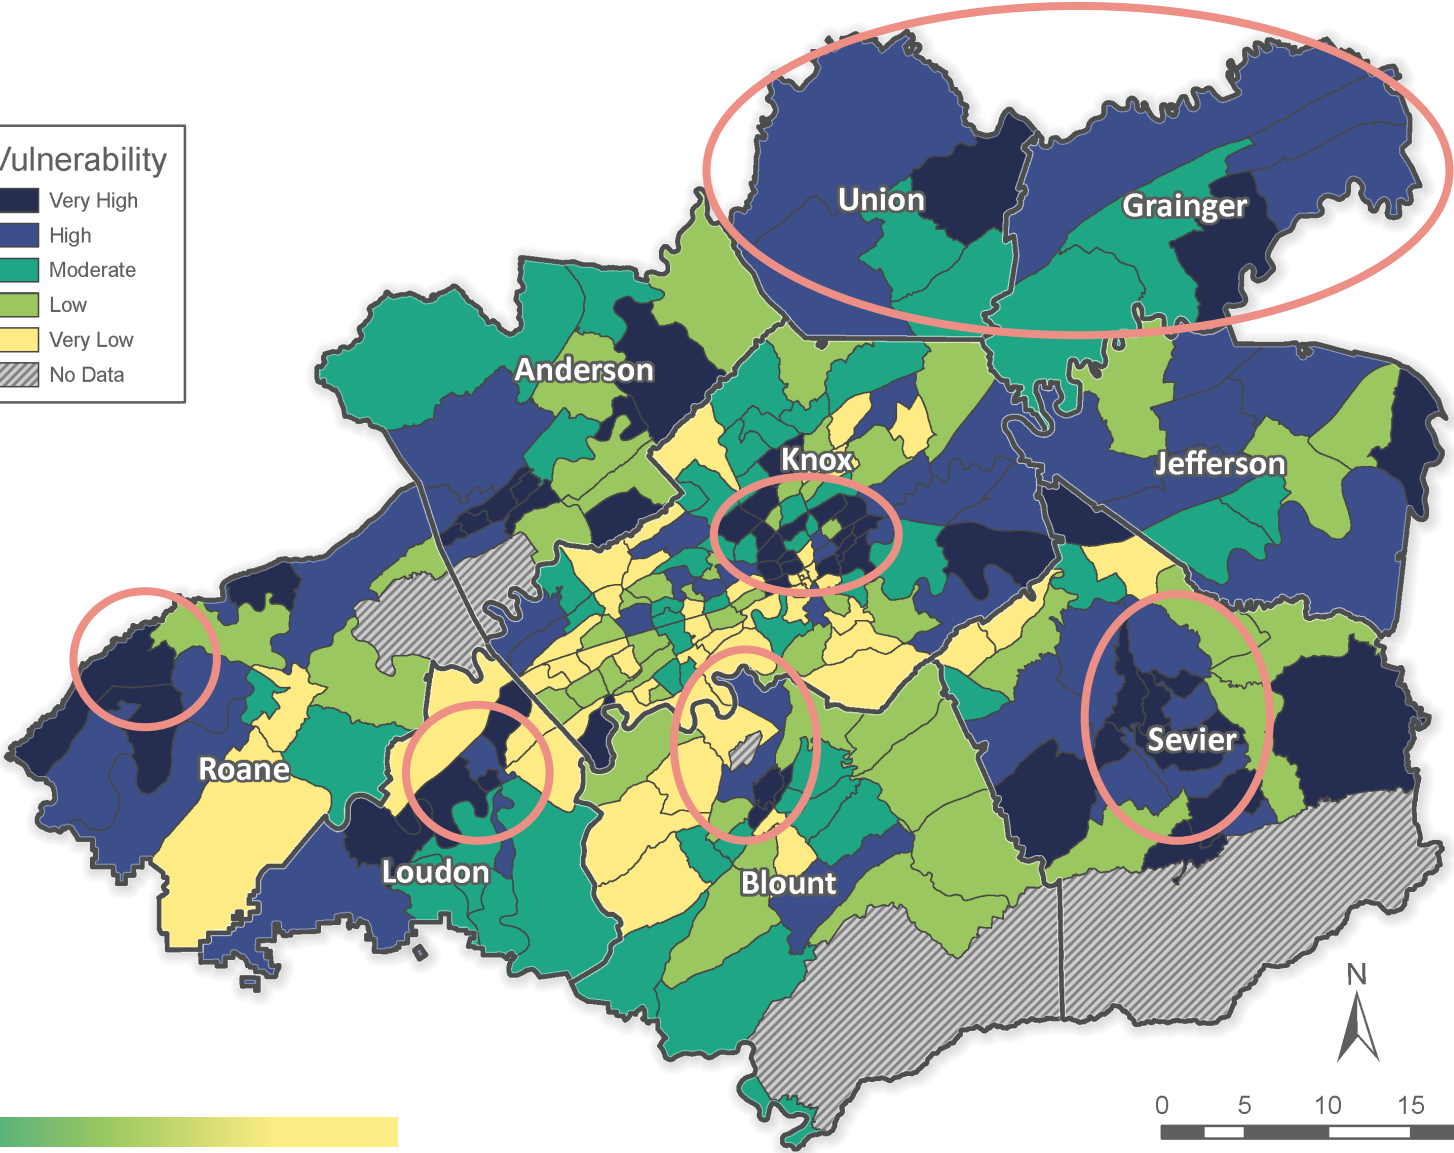 Vulnerability
Very High
High
Moderate
Low
Very Low
No Data
Union
Grainger
Anderson
Knox
Jefferson
Roane
Sevier
Loudon
Blount
N
0 5 10 15